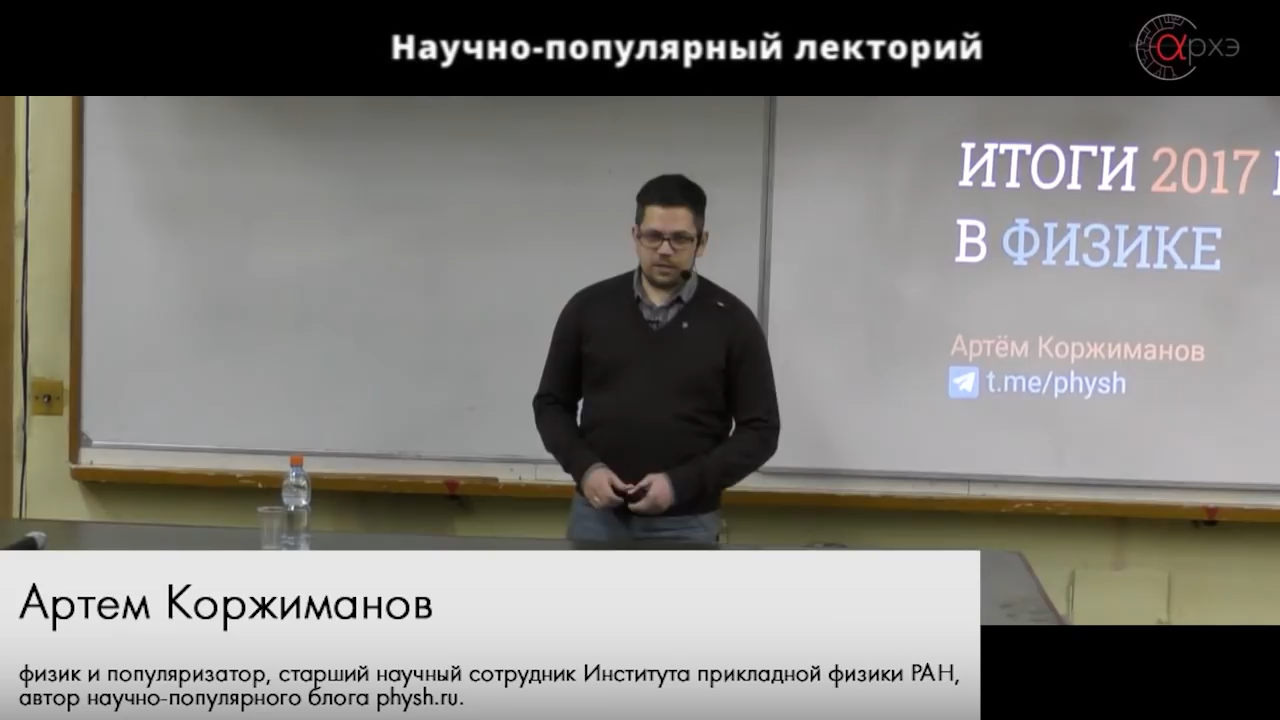 Научно-популярный лекторий
αрхэ
ИТОГИ 2017
В ФИЗИКЕ
Артём Коржиманов
t.me/physh
Артем Коржиманов
физик и популяризатор, старший научный сотрудник Института прикладной физики РАН,
автор научно-популярного блога physh.ru.